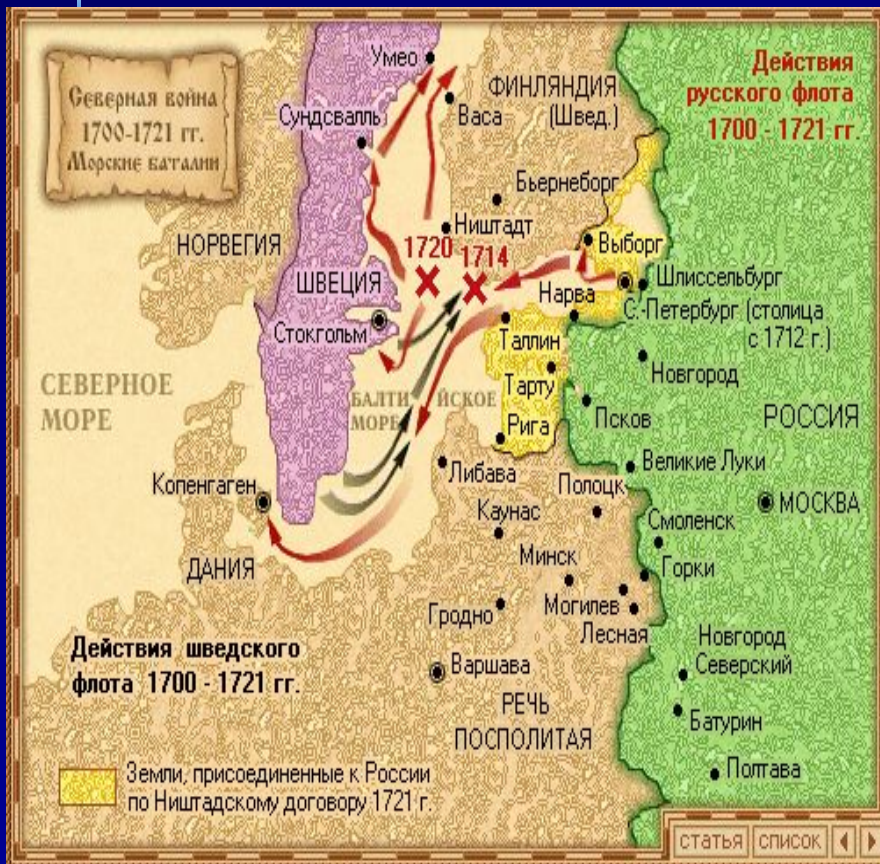 Северная война
1700-1721 гг.
Морские баталии
Действия
русского флота
1700 - 1721 гг.
Умео
ФИНЛЯНДИЯ
(Швед.)
Васа
Сундсвалль
Бьернеборг
НОРВЕГИЯ
Ништадт
1720
1714
Выборг
ШВЕЦИЯ
Нарва
Шлиссельбург
С.-Петербург (столица
с 1712 г.)
Стокгольм
Таллин
Новгород
Тарту
СЕВЕРНОЕ
МОРЕ
БАЛТИЙСКОЕ
МОРЕ
Рига
Псков
РОССИЯ
Либава
Великие Луки
Копенгаген
Полоцк
МОСКВА
Каунас
Смоленск
Минск
Горки
ДАНИЯ
Гродно
Могилев
Лесная
Действия шведского
флота 1700 - 1721 гг.
Варшава
Новгород
Северский
РЕЧЬ
ПОСПОЛИТАЯ
Батурин
Земли, присоединенные к России
по Ништадскому договору 1721 г.
Полтава
статья
список